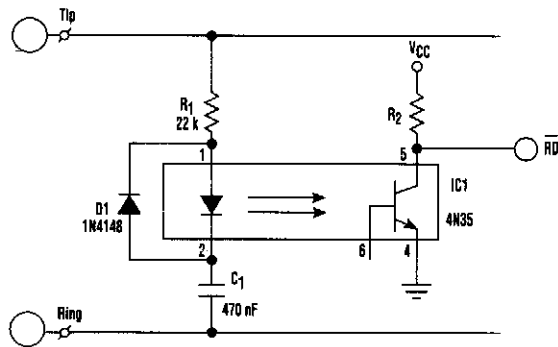 Tip
VCC
R1
22 k
R2
1
5
RD
IC1
D1
1N4148
4N35
2
6
4
C1
470 nF
Ring